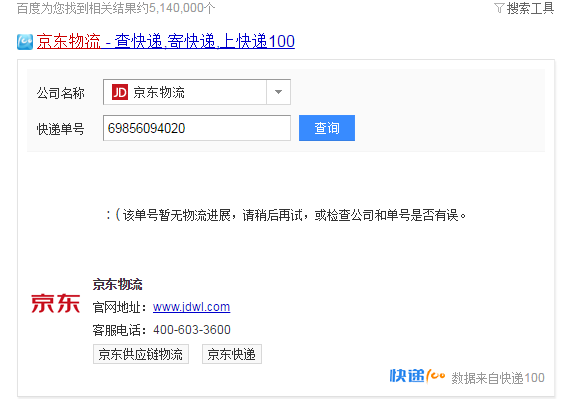 百度为您找到相关结果约5,140,000个 搜索工具
京东物流 - 查快递,寄快递,上快递100
公司名称 JD 京东物流
快递单号 69856094020 查询
:( 该单号暂无物流进展，请稍后再试，或检查公司和单号是否有误。
京东
京东物流
官网地址：www.jdwl.com
客服电话：400-603-3600
京东供应链物流 京东快递
快递100 数据来自快递100